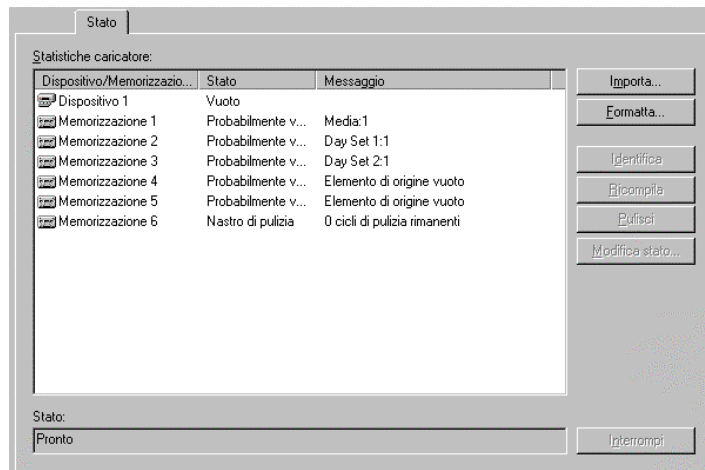 Stato
Statistiche caricatore:
Dispositivo/Memorizzazio... Stato Messaggio
Dispositivo 1 Vuoto
Memorizzazione 1 Probabilmente v... Media:1
Memorizzazione 2 Probabilmente v... Day Set 1:1
Memorizzazione 3 Probabilmente v... Day Set 2:1
Memorizzazione 4 Probabilmente v... Elemento di origine vuoto
Memorizzazione 5 Probabilmente v... Elemento di origine vuoto
Memorizzazione 6 Nastro di pulizia 0 cicli di pulizia rimanenti
Importa...
Formatta...
Identifica
Ricompila
Pulisci
Modifica stato...
Stato:
Pronto
Interrompi